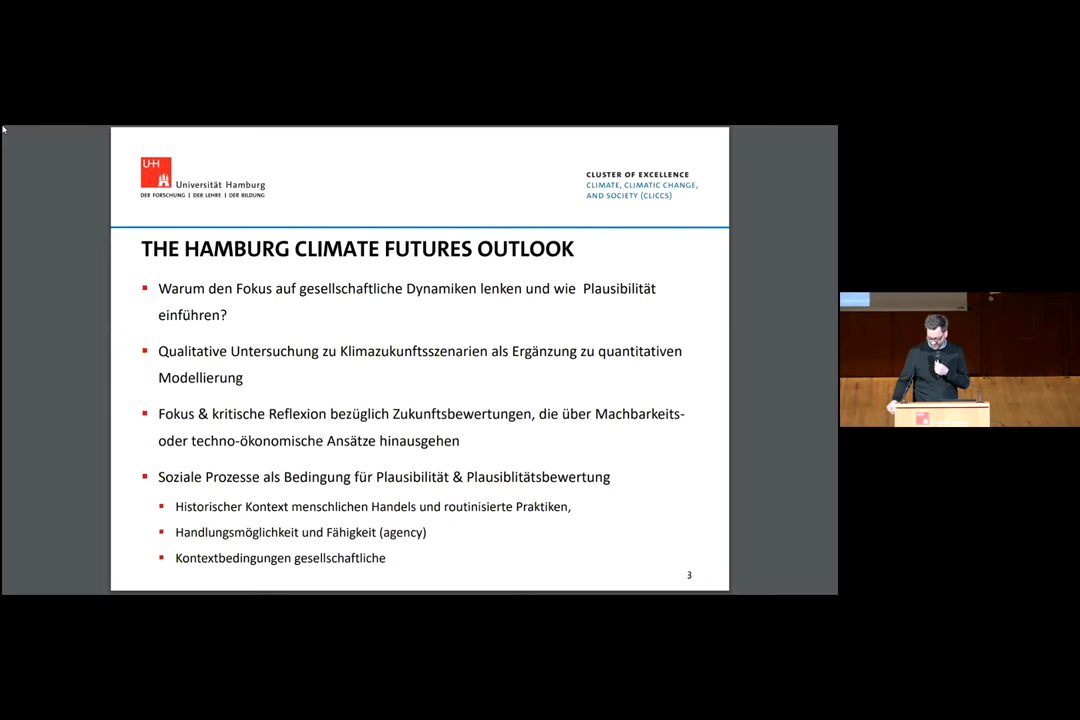 U-H
Universität Hamburg
DER FORSCHUNG | DER LEHRE | DER BILDUNG
CLUSTER OF EXCELLENCE
CLIMATE, CLIMATIC CHANGE,
AND SOCIETY (CLICCS)
THE HAMBURG CLIMATE FUTURES OUTLOOK
Warum den Fokus auf gesellschaftliche Dynamiken lenken und wie Plausibilität
einführen?
Qualitative Untersuchung zu Klimazukunftsszenarien als Ergänzung zu quantitativen
Modellierung
Fokus & kritische Reflexion bezüglich Zukunftsbewertungen, die über Machbarkeits-
oder techno-ökonomische Ansätze hinausgehen
Soziale Prozesse als Bedingung für Plausibilität & Plausiblitätsbewertung
Historischer Kontext menschlichen Handels und routinisierte Praktiken,
Handlungsmöglichkeit und Fähigkeit (agency)
Kontextbedingungen gesellschaftliche
3